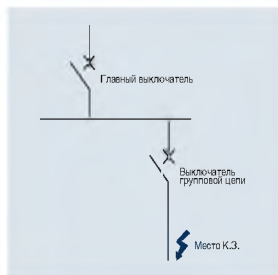 Главный выключатель
Выключатель
групповой цепи
Место К.З.